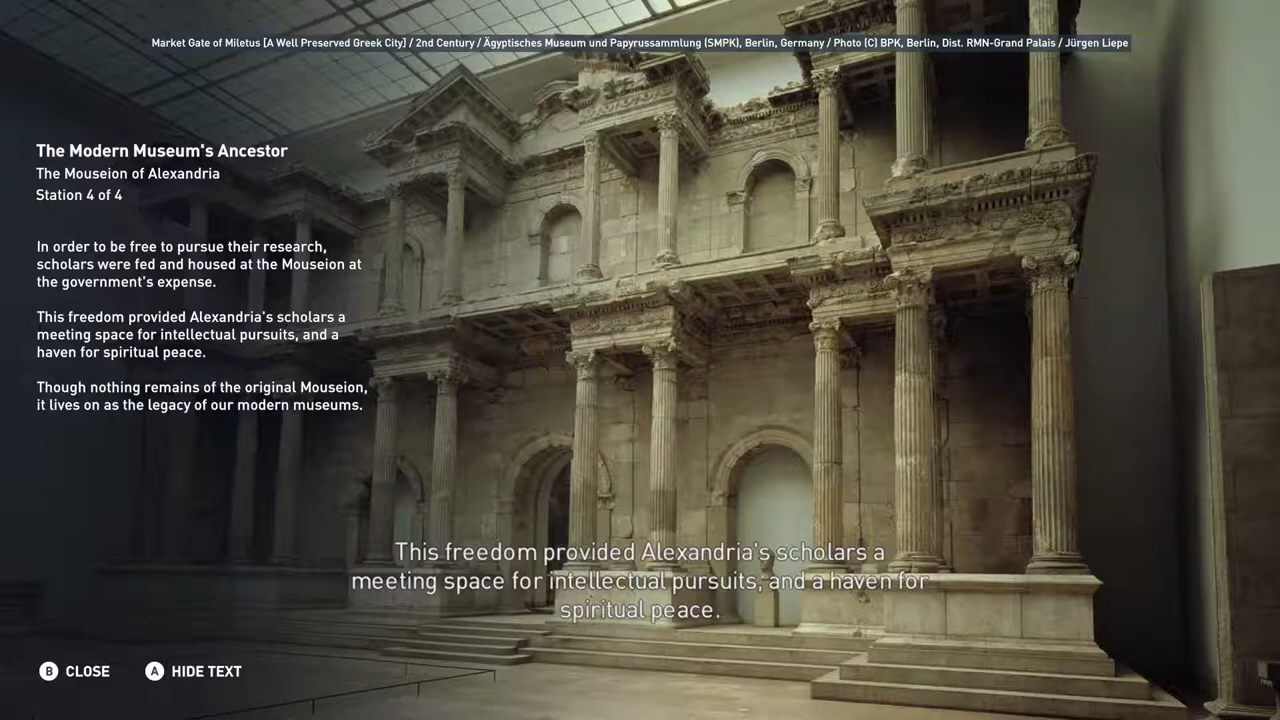 Market Gate of Miletus [A Well Preserved Greek City] / 2nd Century / Ägyptisches Museum und Papyrussammlung (SMPK), Berlin, Germany / Photo (C) BPK, Berlin, Dist. RMN-Grand Palais / Jürgen Liepe
The Modern Museum's Ancestor
The Mouseion of Alexandria
Station 4 of 4
In order to be free to pursue their research,
scholars were fed and housed at the Mouseion at
the government's expense.
This freedom provided Alexandria's scholars a
meeting space for intellectual pursuits, and a
haven for spiritual peace.
Though nothing remains of the original Mouseion,
it lives on as the legacy of our modern museums.
This freedom provided Alexandria's scholars a
meeting space for intellectual pursuits, and a haven for
spiritual peace.
B CLOSE A HIDE TEXT